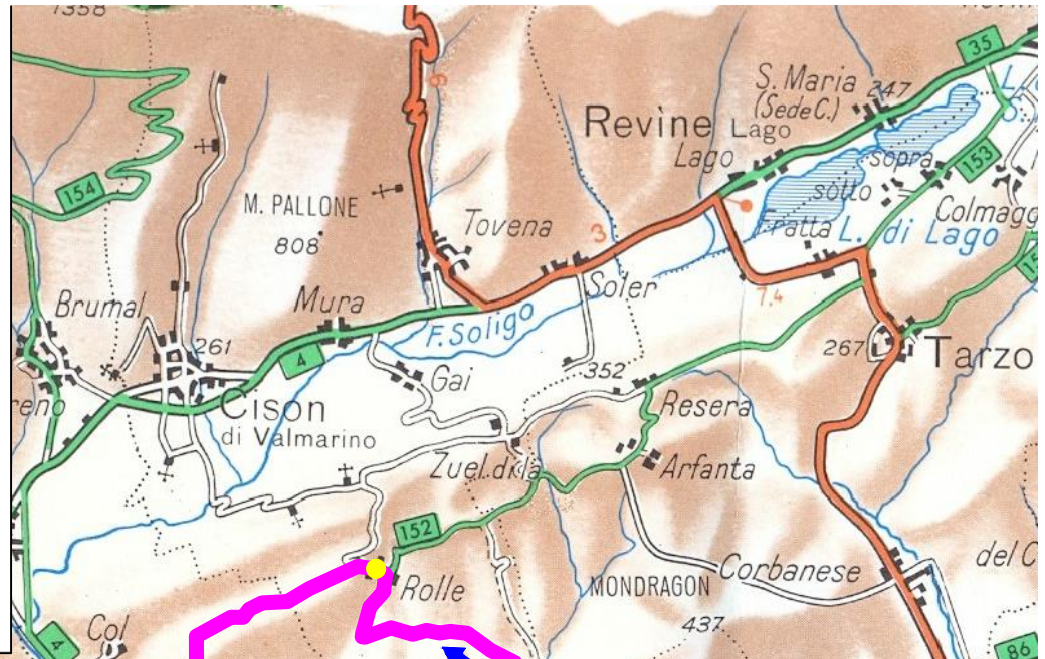 1358
35
S. Maria
247
(Sede C.)
9
Revine Lago
Lago
sopra
153
sotto
154
M. PALLONE
808
Tovena
3
Fratta
L. di Lago
Colmagg
Soler
Brumal
Mura
F. Soligo
7.4
15
261
4
Gai
352
267
Tarzo
reno
Cison
di Valmarino
Resera
Zuel. di là
Arfanta
152
Rolle
MONDRAGON
Corbanese
del C
437
Col
4
86